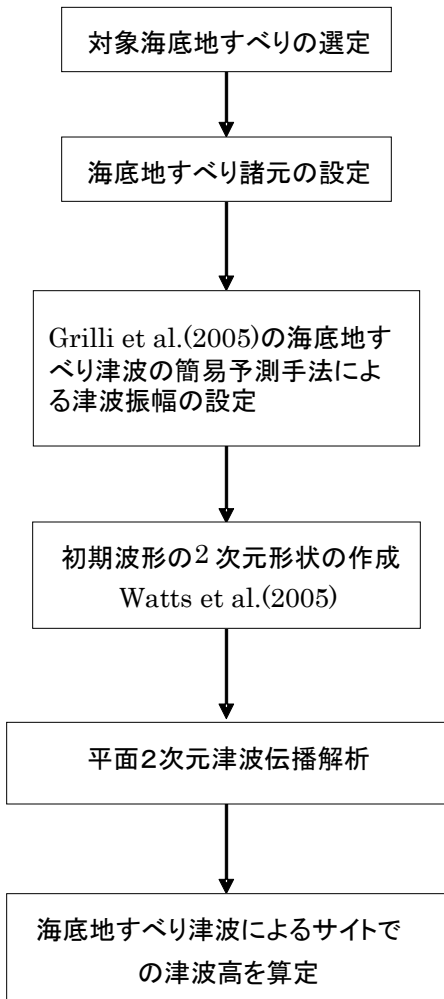 対象海底地すべりの選定
海底地すべり諸元の設定
Grilli et al.(2005)の海底地す
べり津波の簡易予測手法によ
る津波振幅の設定
初期波形の2次元形状の作成
Watts et al.(2005)
平面2次元津波伝播解析
海底地すべり津波によるサイトで
の津波高を算定